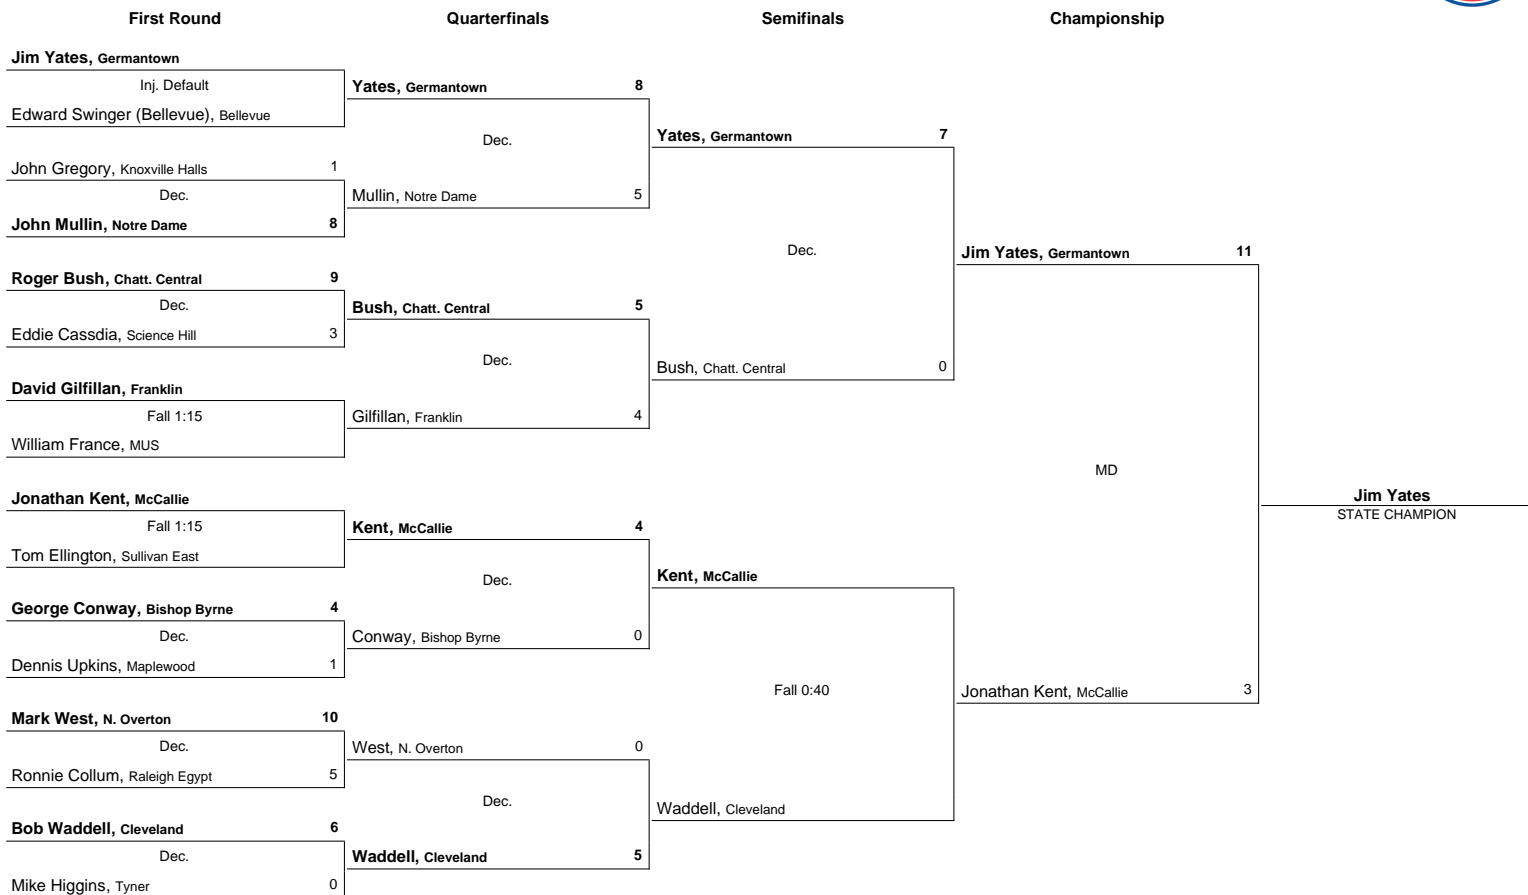 First Round Quarterfinals Semifinals Championship
Jim Yates, Germantown
Inj. Default
Edward Swinger (Bellevue), Bellevue
John Gregory, Knoxville Halls 1
Dec.
John Mullin, Notre Dame 8
Roger Bush, Chatt. Central 9
Dec.
Eddie Cassdia, Science Hill 3
David Gilfillan, Franklin
Fall 1:15
William France, MUS
Jonathan Kent, McCallie
Fall 1:15
Tom Ellington, Sullivan East
George Conway, Bishop Byrne 4
Dec.
Dennis Upkins, Maplewood 1
Mark West, N. Overton 10
Dec.
Ronnie Collum, Raleigh Egypt 5
Bob Waddell, Cleveland 6
Dec.
Mike Higgins, Tyner 0
Yates, Germantown 8
Dec.
Mullin, Notre Dame 5
Bush, Chatt. Central 5
Dec.
Gilfillan, Franklin 4
Kent, McCallie 4
Dec.
Conway, Bishop Byrne 0
West, N. Overton 0
Dec.
Waddell, Cleveland 5
Yates, Germantown 7
Dec.
Bush, Chatt. Central 0
Kent, McCallie
Fall 0:40
Waddell, Cleveland
Jim Yates, Germantown 11
MD
Jonathan Kent, McCallie 3
Jim Yates
STATE CHAMPION